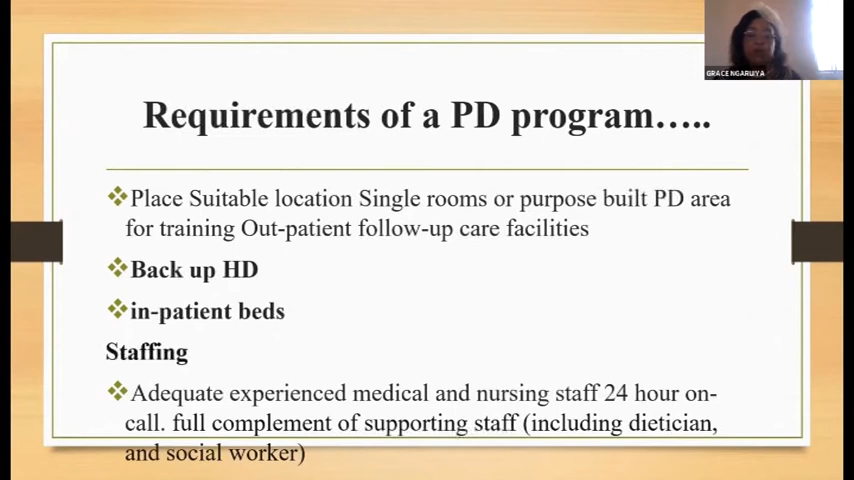 GRACE NGARUIYA
Requirements of a PD program…..
Place Suitable location Single rooms or purpose built PD area
for training Out-patient follow-up care facilities
Back up HD
in-patient beds
Staffing
Adequate experienced medical and nursing staff 24 hour on-
call. full complement of supporting staff (including dietician,
and social worker)